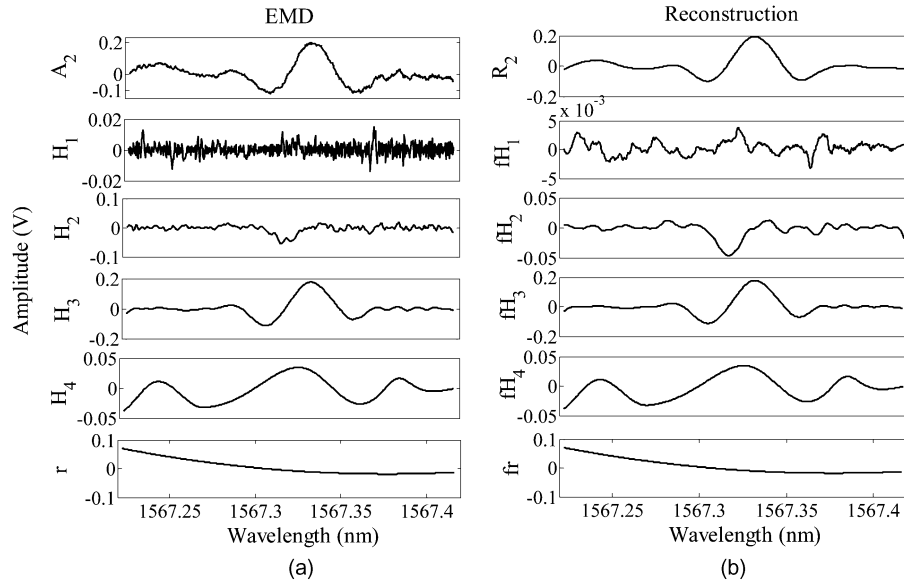 EMD
Reconstruction
Amplitude (V)
A2
0.2
0
-0.1
H1
0.02
0
-0.02
H2
0.1
0
-0.1
H3
0.2
0
-0.2
H4
0.05
0
-0.05
r
0.1
0
-0.1
1567.25 1567.3 1567.35 1567.4
Wavelength (nm)
(a)
R2
0.2
0
-0.2
x 10-3
fH1
5
0
-5
fH2
0.05
0
-0.05
fH3
0.2
0
-0.2
fH4
0.05
0
-0.05
fr
0.1
0
-0.1
1567.25 1567.3 1567.35 1567.4
Wavelength (nm)
(b)